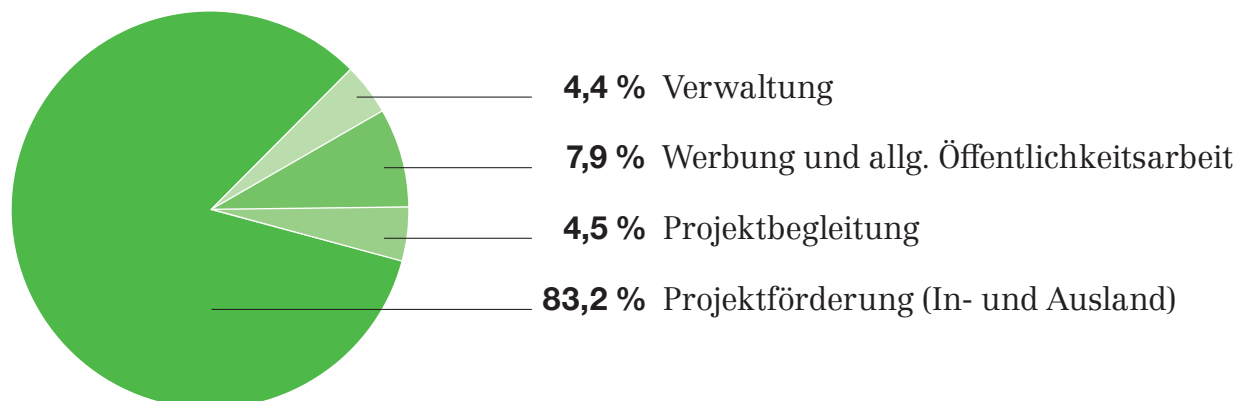 4,4 % Verwaltung
7,9 % Werbung und allg. Öffentlichkeitsarbeit
4,5 % Projektbegleitung
83,2 % Projektförderung (In- und Ausland)